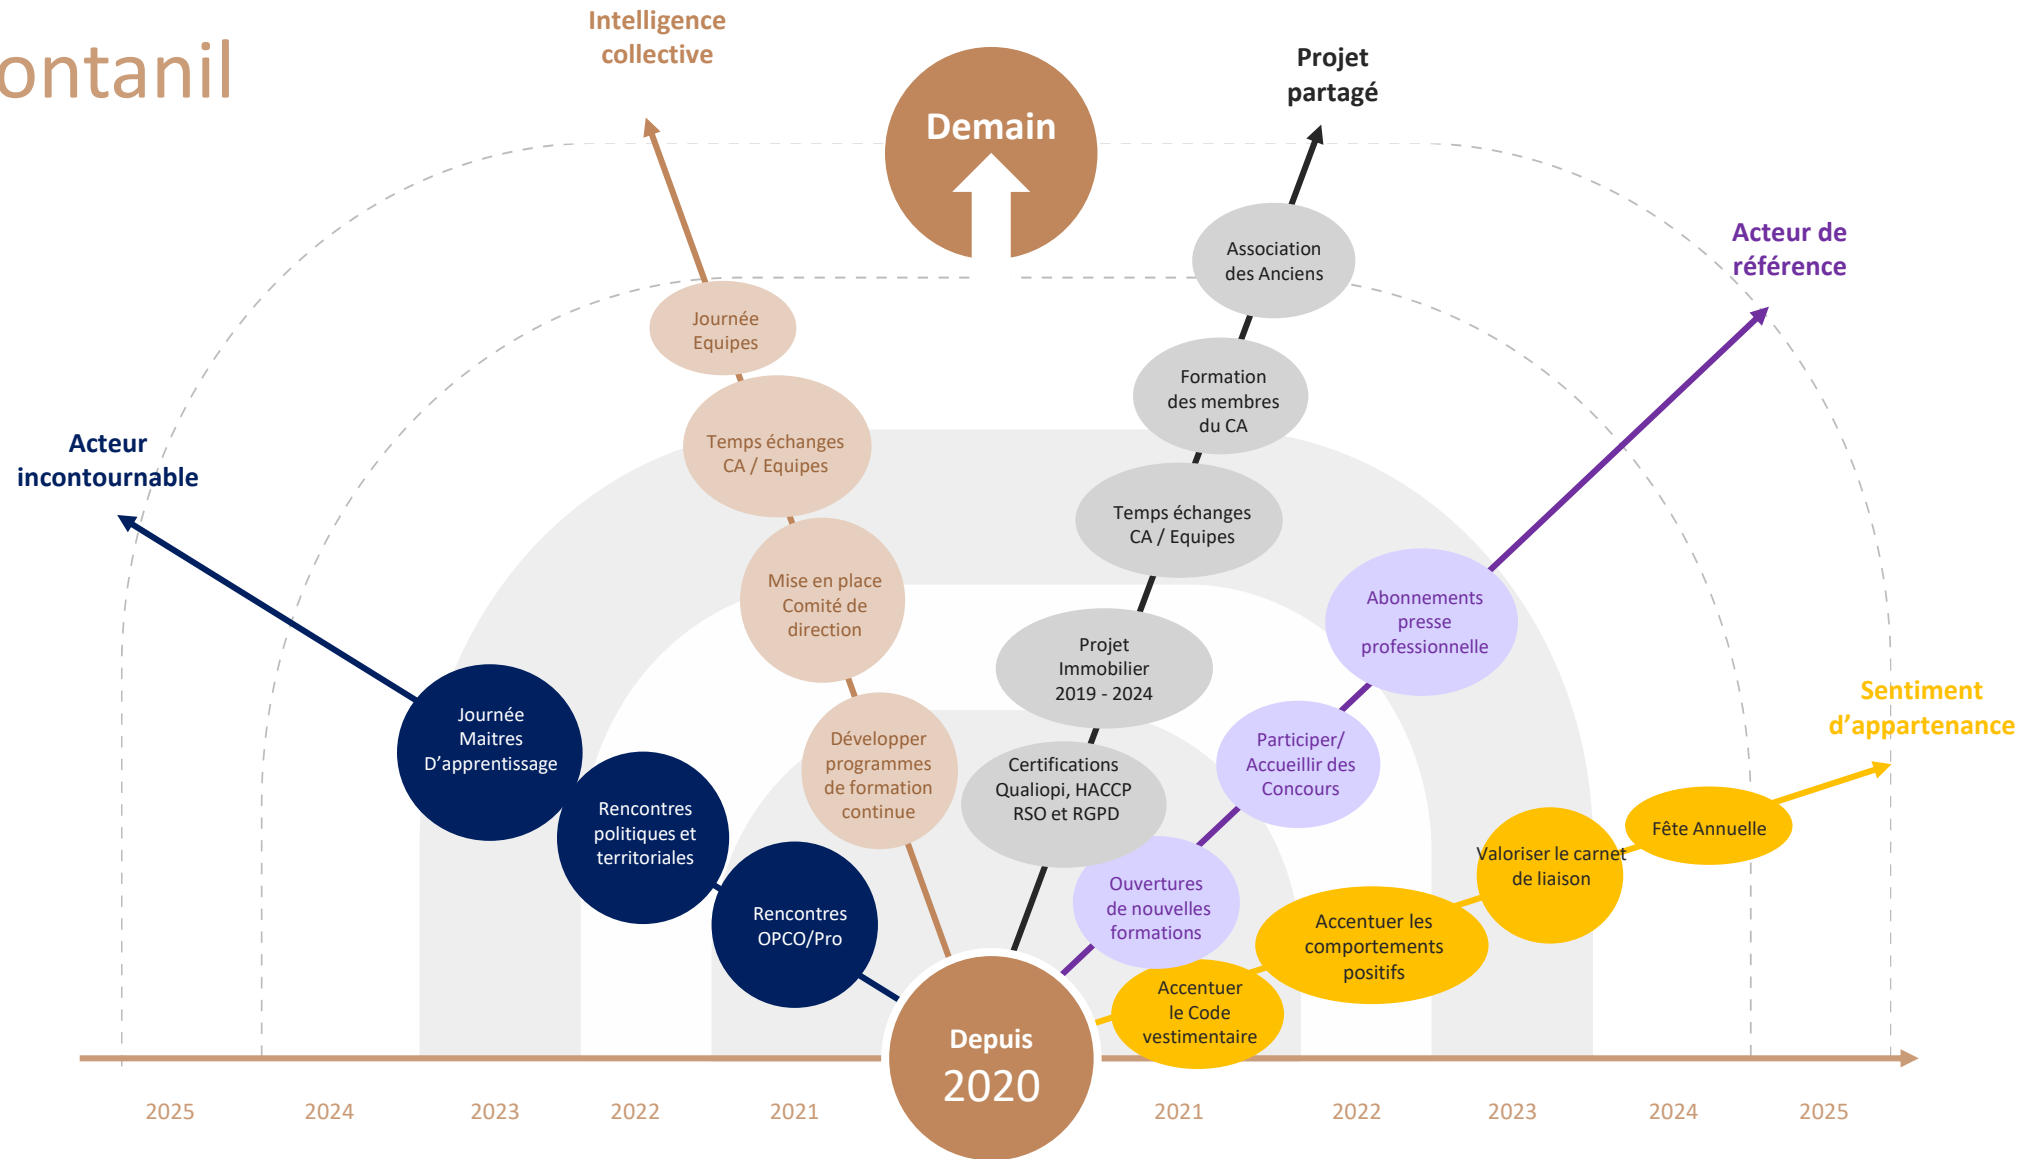 ontanil
Intelligence
collective
Demain
Projet
partagé
Acteur de
référence
Acteur
incontournable
Sentiment
d’appartenance
Journée
Equipes
Temps échanges
CA / Equipes
Mise en place
Comité de
direction
Développer
programmes
de formation
continue
Association
des Anciens
Formation
des membres
du CA
Temps échanges
CA / Equipes
Projet
Immobilier
2019 - 2024
Certifications
Qualiopi, HACCP
RSO et RGPD
Abonnements
presse
professionnelle
Participer/
Accueillir des
Concours
Ouvertures
de nouvelles
formations
Journée
Maitres
D’apprentissage
Rencontres
politiques et
territoriales
Rencontres
OPCO/Pro
Fête Annuelle
Valoriser le carnet
de liaison
Accentuer les
comportements
positifs
Accentuer
le Code
vestimentaire
Depuis
2020
2025
2024
2023
2022
2021
2021
2022
2023
2024
2025